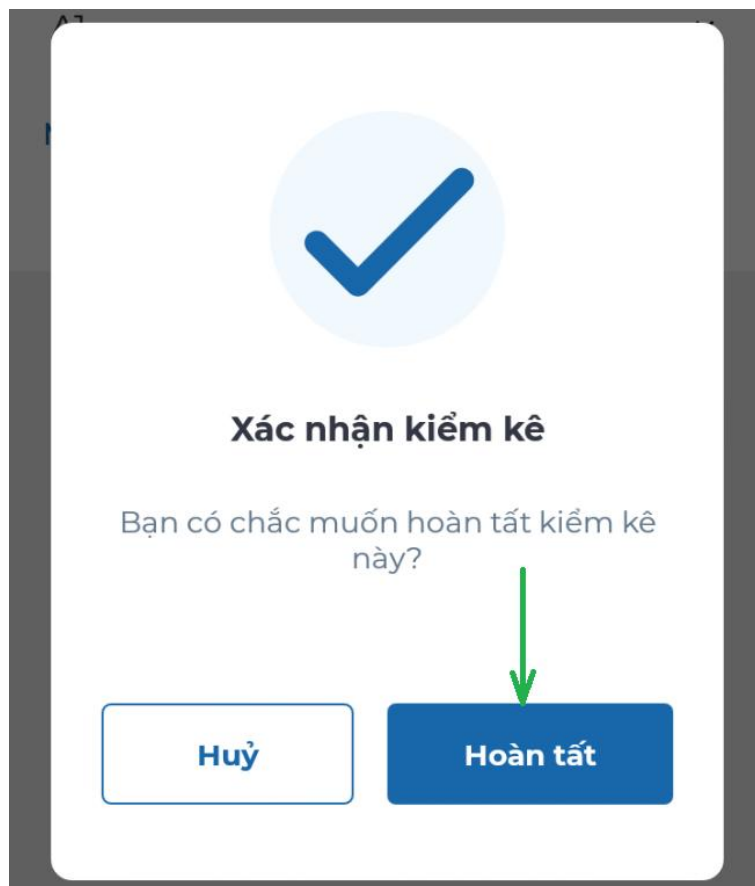 Xác nhận kiểm kê
Bạn có chắc muốn hoàn tất kiểm kê
này?
Huỷ
Hoàn tất